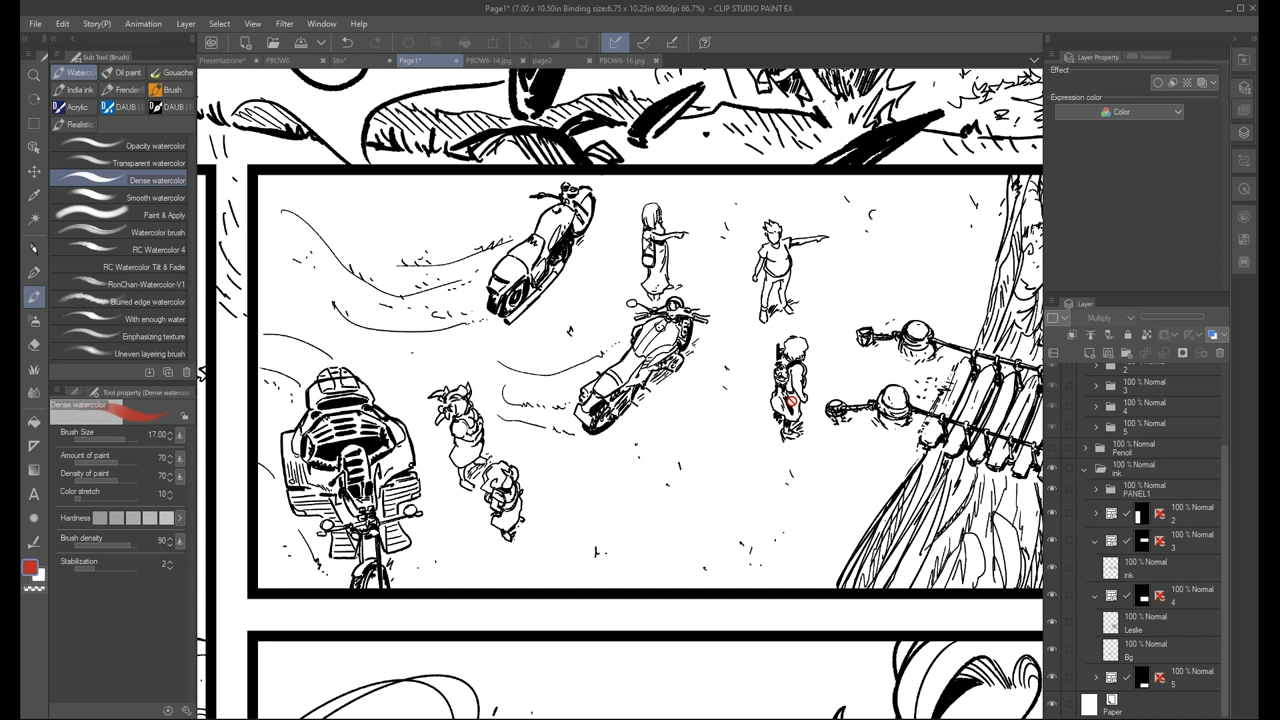 Page1* (7.00 x 10.50in Binding size:6.75 x 10.25in 600dpi 66.7%) - CLIP STUDIO PAINT EX
File Edit Story(P) Animation Layer Select View Filter Window Help
Sub Tool [Brush]
Presentazione* PBOW6 Sbs* Page1* PBOW6-14.jpg page2 PBOW6-16.jpg
Waterco Oil paint Gouache
India ink Frender Brush
Acrylic DAUB | DAUB |
Realistic
Opacity watercolor
Transparent watercolor
Dense watercolor
Smooth watercolor
Paint & Apply
Watercolor brush
RC Watercolor 4
RC Watercolor Tilt & Fade
RonChan-Watercolor-V1
Blurred edge watercolor
With enough water
Emphasizing texture
Uneven layering brush
Tool property [Dense watercolor
Dense watercolor
Brush Size 17.00
Amount of paint 70
Density of paint 70
Color stretch 10
Hardness
Brush density 90
Stabilization 2
Layer Property Navigator
Effect
Expression color
Color
Layer
Multiply
2
100 % Normal
3
100 % Normal
4
100 % Normal
5
100 % Normal
Pencil
100 % Normal
ink
100 % Normal
PANEL1
100 % Normal
2
100 % Normal
3
100 % Normal
ink
100 % Normal
4
100 % Normal
Leslie
100 % Normal
Bg
100 % Normal
5
Paper